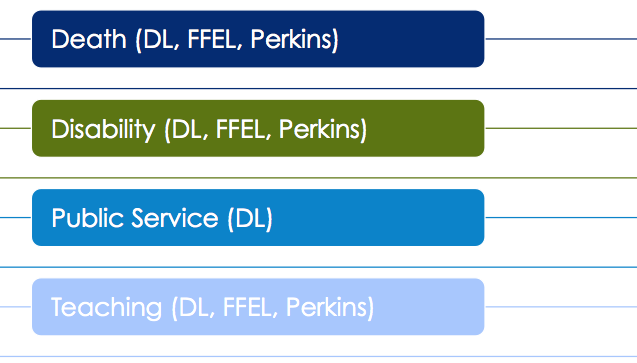 Death (DL, FFEL, Perkins)
Disability (DL, FFEL, Perkins)
Public Service (DL)
Teaching (DL, FFEL, Perkins)